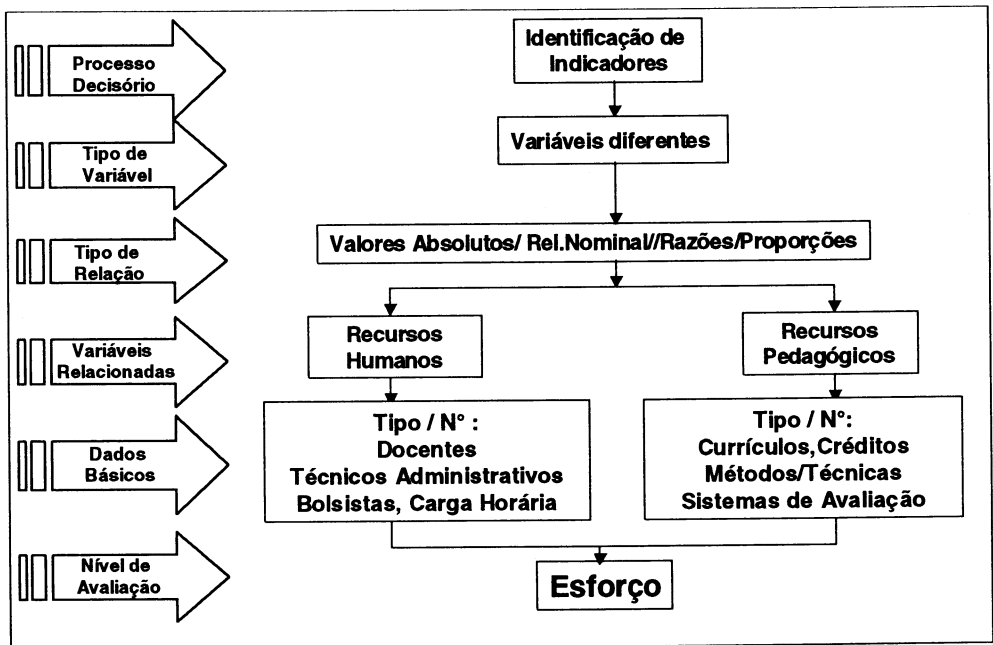 Processo
Decisório
Identificação de
Indicadores
Tipo de
Variável
Variáveis diferentes
Tipo de
Relação
Valores Absolutos/ Rel.Nominal//Razões/Proporções
Variáveis
Relacionadas
Recursos
Humanos
Recursos
Pedagógicos
Dados
Básicos
Tipo / N° :
Docentes
Técnicos Administrativos
Bolsistas, Carga Horária
Tipo / N°:
Currículos,Créditos
Métodos/Técnicas
Sistemas de Avaliação
Nível de
Avaliação
Esforço